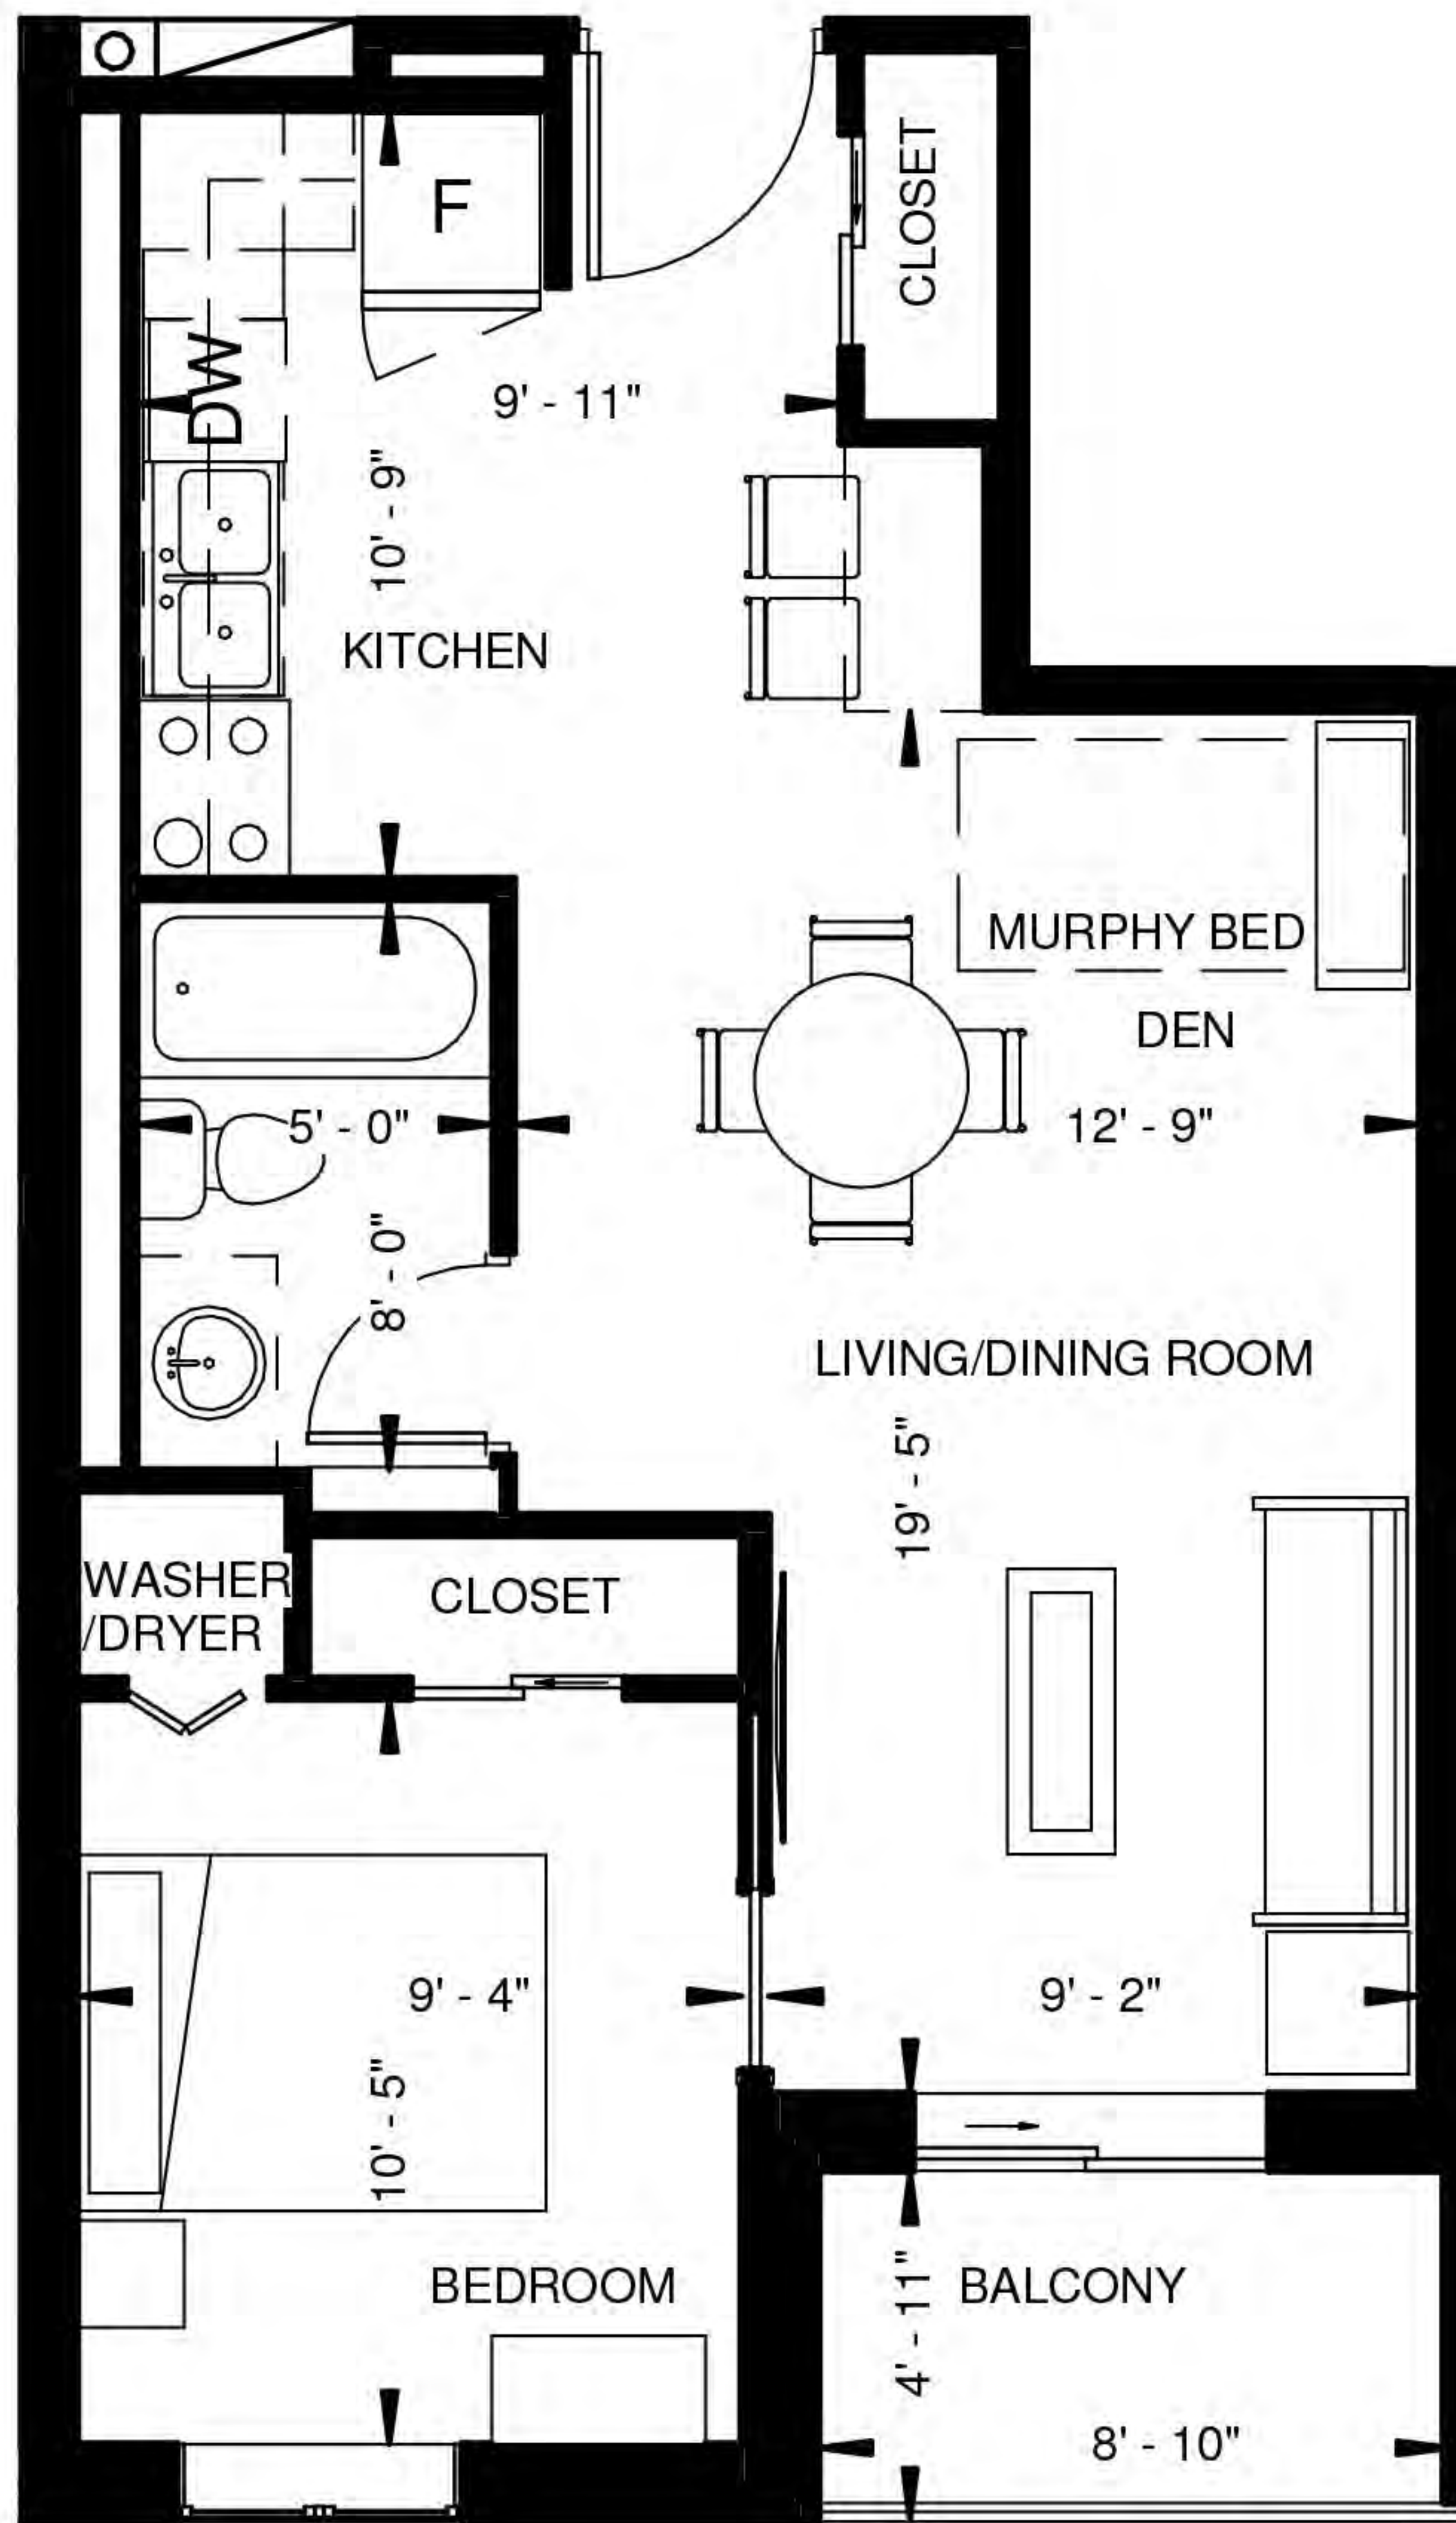 F
CLOSET
DW
9' - 11"
10' - 9"
KITCHEN
MURPHY BED
DEN
5' - 0"
12' - 9"
8' - 0"
LIVING/DINING ROOM
19' - 5"
WASHER
/DRYER
CLOSET
9' - 4"
9' - 2"
10' - 5"
BEDROOM
BALCONY
4' - 11"
8' - 10"